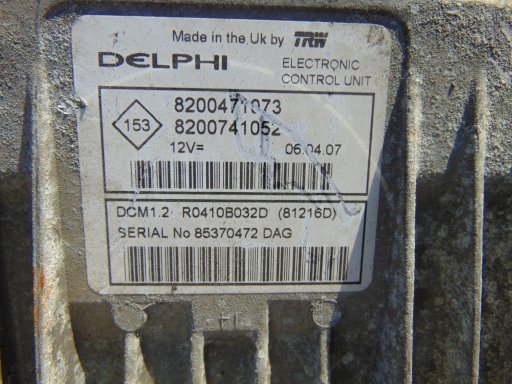 Made in the Uk by TRW
DELPHI ELECTRONIC
CONTROL UNIT
8200471073
153
8200741052
12V= 06.04.07
DCM1.2 R0410B032D (81216D)
SERIAL No 85370472 DAG